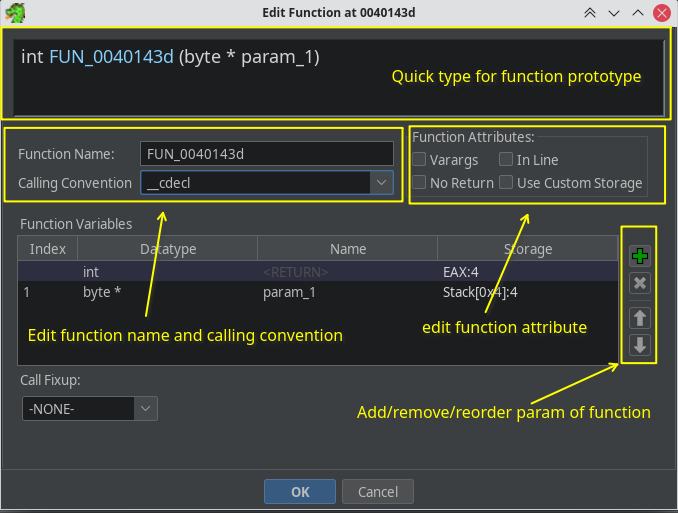 Edit Function at 0040143d
int FUN_0040143d (byte * param_1)
Quick type for function prototype
Function Name: FUN_0040143d
Calling Convention __cdecl
Function Attributes:
Varargs In Line
No Return Use Custom Storage
Function Variables
Index Datatype Name Storage
int <RETURN> EAX:4
1 byte * param_1 Stack[0x4]:4
Edit function name and calling convention
edit function attribute
Call Fixup:
-NONE-
Add/remove/reorder param of function
OK Cancel